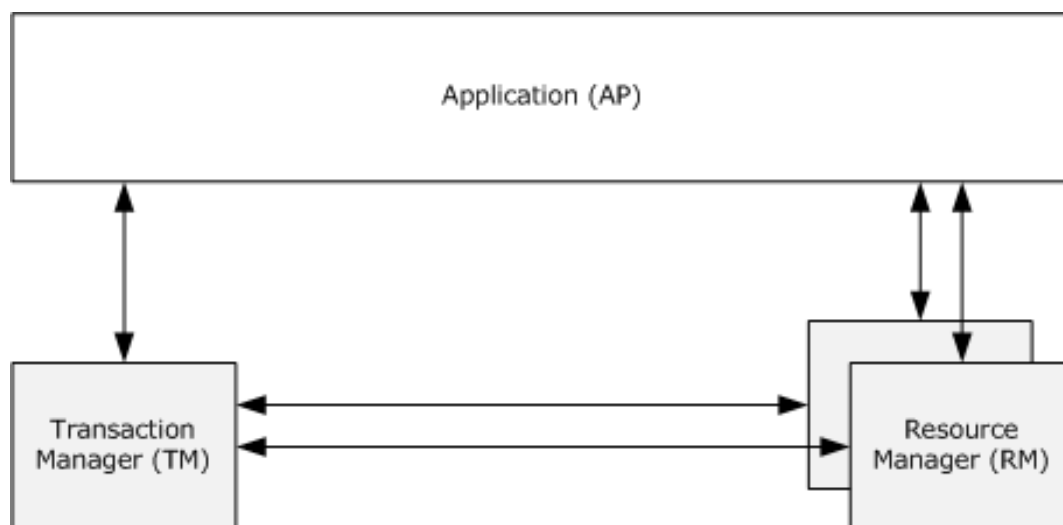 Application (AP)
Transaction
Manager (TM)
Resource
Manager (RM)